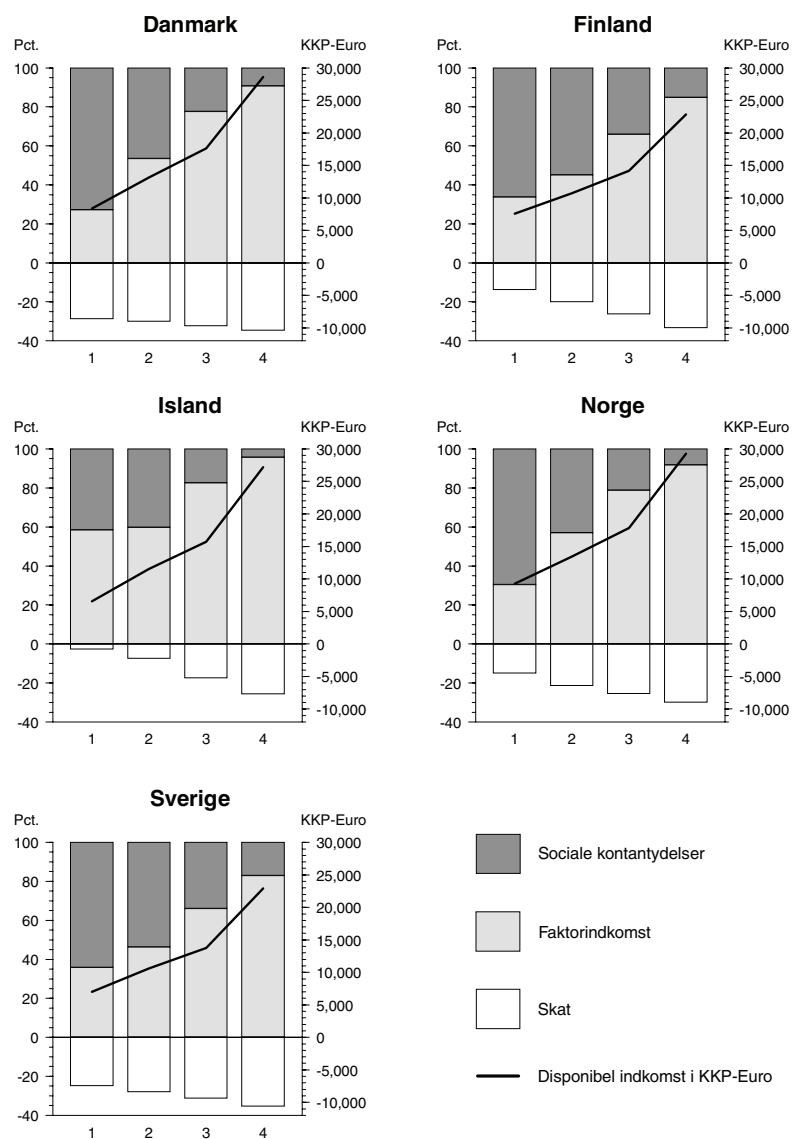 Danmark
Pct. KKP-Euro
100 30,000
80 25,000
60 20,000
40 15,000
20 10,000
0 5,000
-20 0
-40 -5,000
-10,000
1 2 3 4
Finland
Pct. KKP-Euro
100 30,000
80 25,000
60 20,000
40 15,000
20 10,000
0 5,000
-20 0
-40 -5,000
-10,000
1 2 3 4
Island
Pct. KKP-Euro
100 30,000
80 25,000
60 20,000
40 15,000
20 10,000
0 5,000
-20 0
-40 -5,000
-10,000
1 2 3 4
Norge
Pct. KKP-Euro
100 30,000
80 25,000
60 20,000
40 15,000
20 10,000
0 5,000
-20 0
-40 -5,000
-10,000
1 2 3 4
Sverige
Pct. KKP-Euro
100 30,000
80 25,000
60 20,000
40 15,000
20 10,000
0 5,000
-20 0
-40 -5,000
-10,000
1 2 3 4
Sociale kontantydelser
Faktorindkomst
Skat
Disponibel indkomst i KKP-Euro